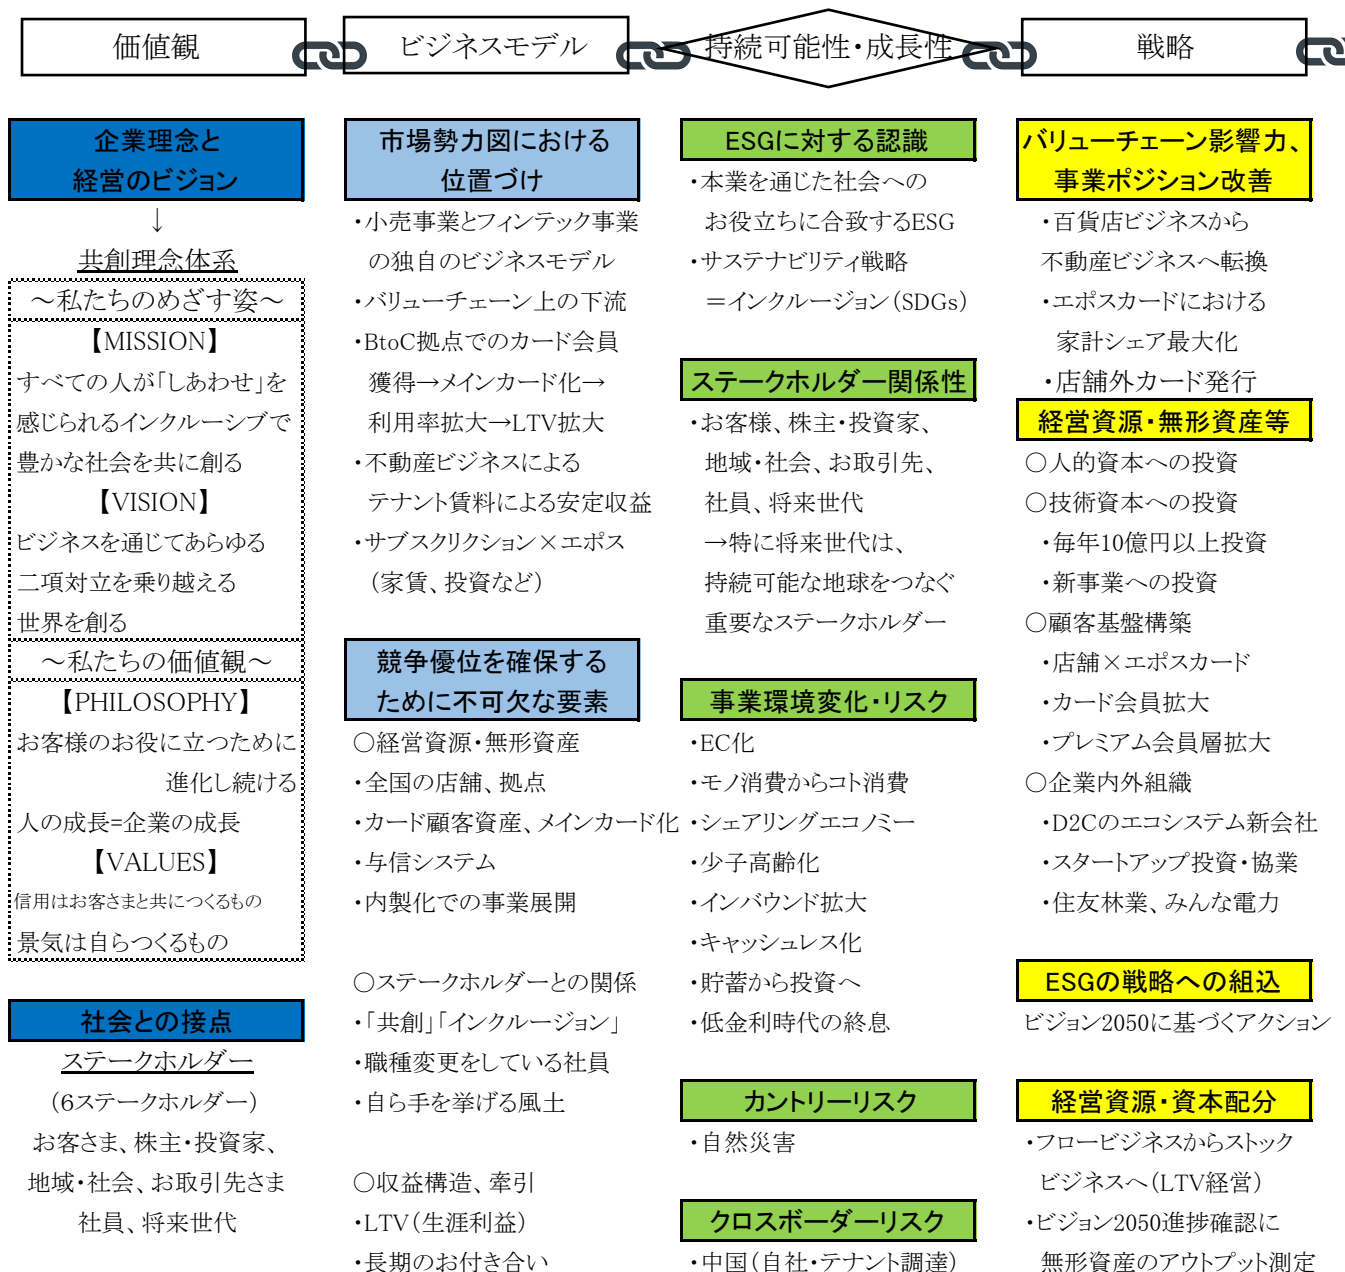 価値観
ビジネスモデル
持続可能性・成長性
戦略
企業理念と
経営のビジョン
↓
共創理念体系
～私たちのめざす姿～
【MISSION】
すべての人が「しあわせ」を
感じられるインクルーシブで
豊かな社会を共に創る
【VISION】
ビジネスを通じてあらゆる
二項対立を乗り越える
世界を創る
～私たちの価値観～
【PHILOSOPHY】
お客様のお役に立つために
進化し続ける
人の成長=企業の成長
【VALUES】
信用はお客さまと共につくるもの
景気は自らつくるもの
社会との接点
ステークホルダー
（6ステークホルダー）
お客さま、株主・投資家、
地域・社会、お取引先さま
社員、将来世代
市場勢力図における
位置づけ
・小売事業とフィンテック事業
の独自のビジネスモデル
・バリューチェーン上の下流
・BtoC拠点でのカード会員
獲得→メインカード化→
利用率拡大→LTV拡大
・不動産ビジネスによる
テナント賃料による安定収益
・サブスクリクション×エポス
（家賃、投資など）
競争優位を確保する
ために不可欠な要素
○経営資源・無形資産
・全国の店舗、拠点
・カード顧客資産、メインカード化
・与信システム
・内製化での事業展開
○ステークホルダーとの関係
・「共創」「インクルージョン」
・職種変更をしている社員
・自ら手を挙げる風土
○収益構造、牽引
・LTV（生涯利益）
・長期のお付き合い
ESGに対する認識
・本業を通じた社会への
お役立ちに合致するESG
・サステナビリティ戦略
＝インクルージョン（SDGs）
ステークホルダー関係性
・お客様、株主・投資家、
地域・社会、お取引先、
社員、将来世代
→特に将来世代は、
持続可能な地球をつなぐ
重要なステークホルダー
事業環境変化・リスク
・EC化
・モノ消費からコト消費
・シェアリングエコノミー
・少子高齢化
・インバウンド拡大
・キャッシュレス化
・貯蓄から投資へ
・低金利時代の終息
カントリーリスク
・自然災害
クロスボーダーリスク
・中国（自社・テナント調達）
バリューチェーン影響力、
事業ポジション改善
・百貨店ビジネスから
不動産ビジネスへ転換
・エポスカードにおける
家計シェア最大化
・店舗外カード発行
経営資源・無形資産等
○人的資本への投資
○技術資本への投資
・毎年10億円以上投資
・新事業への投資
○顧客基盤構築
・店舗×エポスカード
・カード会員拡大
・プレミアム会員層拡大
○企業内外組織
・D2Cのエコシステム新会社
・スタートアップ投資・協業
・住友林業、みんな電力
ESGの戦略への組込
ビジョン2050に基づくアクション
経営資源・資本配分
・フロービジネスからストック
ビジネスへ（LTV経営）
・ビジョン2050進捗確認に
無形資産のアウトプット測定